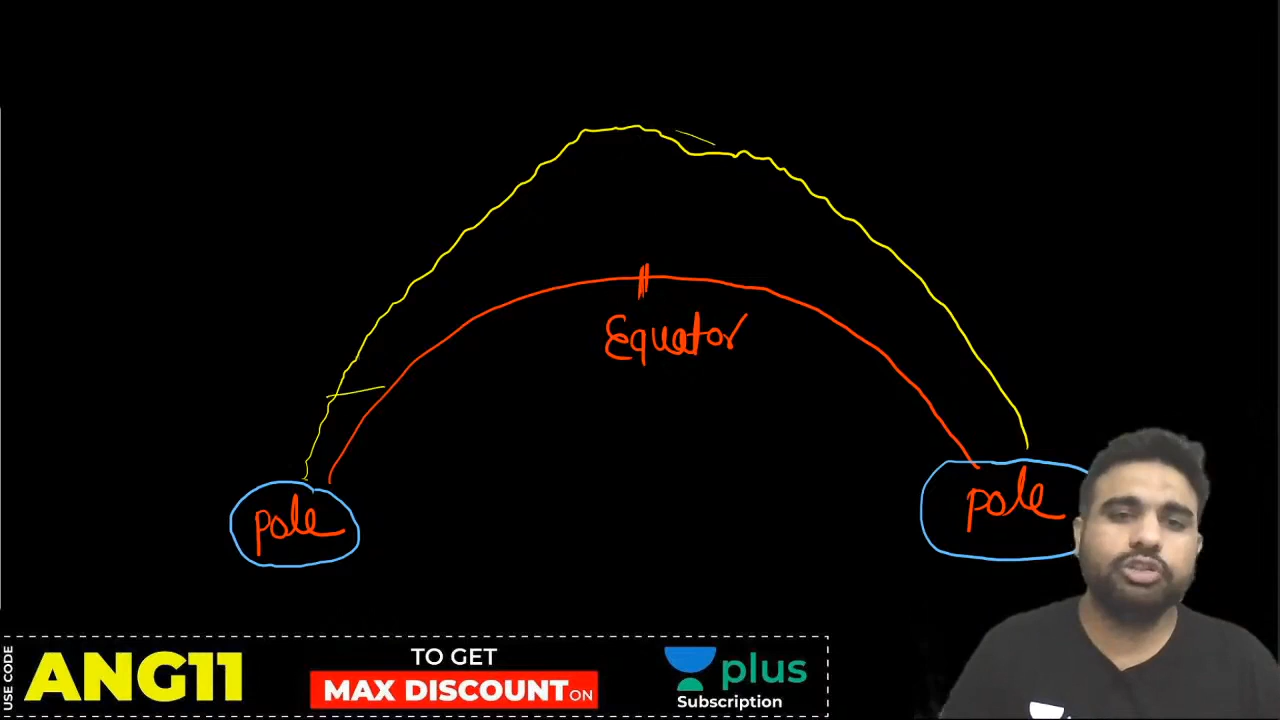 Equator
pole
pole
USE CODE
ANG11
TO GET
MAX DISCOUNT ON
plus
Subscription